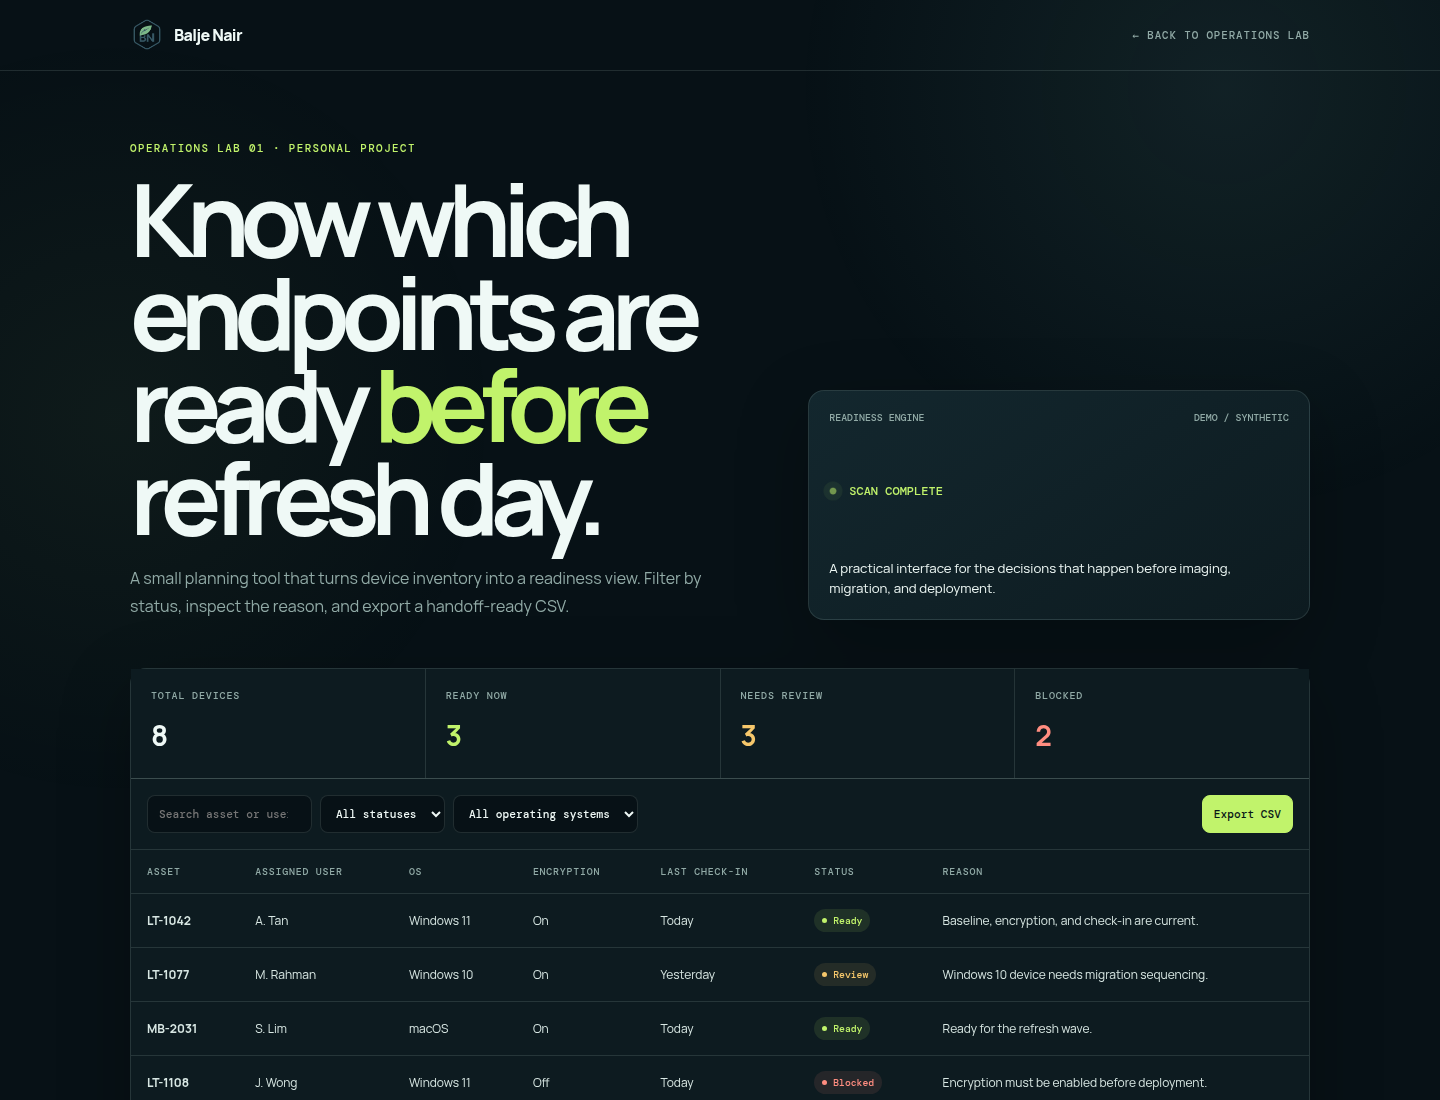 BN
Balje Nair
← BACK TO OPERATIONS LAB
OPERATIONS LAB 01 · PERSONAL PROJECT
Know which
endpoints are
ready before
refresh day.
A small planning tool that turns device inventory into a readiness view. Filter by
status, inspect the reason, and export a handoff-ready CSV.
READINESS ENGINE
DEMO / SYNTHETIC
SCAN COMPLETE
A practical interface for the decisions that happen before imaging,
migration, and deployment.
TOTAL DEVICES
8
READY NOW
3
NEEDS REVIEW
3
BLOCKED
2
Search asset or use
All statuses
All operating systems
Export CSV
ASSET ASSIGNED USER OS ENCRYPTION LAST CHECK-IN STATUS REASON
LT-1042 A. Tan Windows 11 On Today Ready Baseline, encryption, and check-in are current.
LT-1077 M. Rahman Windows 10 On Yesterday Review Windows 10 device needs migration sequencing.
MB-2031 S. Lim macOS On Today Ready Ready for the refresh wave.
LT-1108 J. Wong Windows 11 Off Today Blocked Encryption must be enabled before deployment.